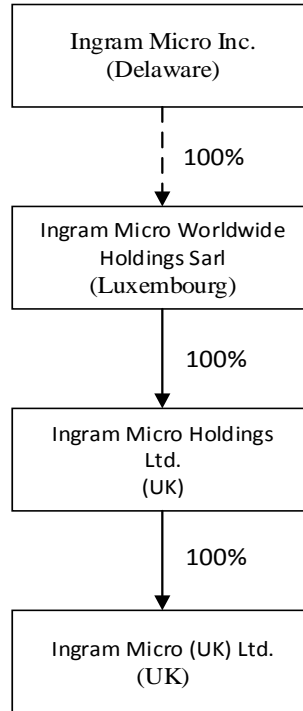 Ingram Micro Inc.
(Delaware)
100%
Ingram Micro Worldwide
Holdings Sarl
(Luxembourg)
100%
Ingram Micro Holdings
Ltd.
(UK)
100%
Ingram Micro (UK) Ltd.
(UK)